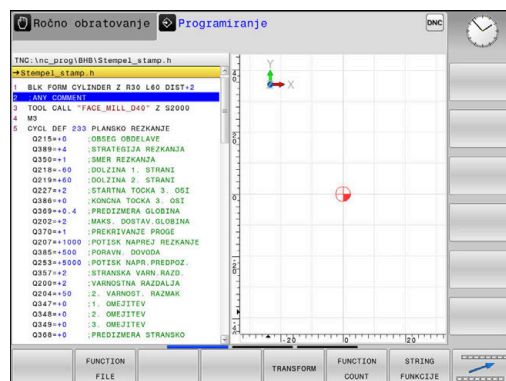 Ročno obratovanje
Programiranje
DNC
TNC:\nc_prog\BHB\Stempel_stamp.h
→Stempel_stamp.h
1 BLK FORM CYLINDER Z R30 L60 DIST+2
2 ;ANY COMMENT
3 TOOL CALL "FACE_MILL_D40" Z S2000
4 M3
5 CYCL DEF 233 PLANSKO REZKANJE
Q215=+0 ;OBSEG OBDELAVE
Q389=+4 ;STRATEGIJA REZKANJA
Q350=+1 ;SMER REZKANJA
Q218=-60 ;DOLZINA 1. STRANI
Q219=+60 ;DOLZINA 2. STRANI
Q227=+2 ;STARTNA TOCKA 3. OSI
Q386=+0 ;KONCNA TOCKA 3. OSI
Q369=+0.4 ;PREDIZMERA GLOBINA
Q202=+2 ;MAKS. DOSTAV.GLOBINA
Q370=+1 ;PREKRIVANJE PROGE
Q207=+1000 ;POTISK NAPREJ REZKANJE
Q385=+500 ;PORAVN. DOVODA
Q253=+5000 ;POTISK NAPR.PREDPOZ.
Q357=+2 ;STRANSKA VARN.RAZD.
Q200=+2 ;VARNOSTNA RAZDALJA
Q204=+50 ;2. VARNOST. RAZMAK
Q347=+0 ;1. OMEJITEV
Q348=+0 ;2. OMEJITEV
Q349=+0 ;3. OMEJITEV
Q368=+0 ;PREDIZMERA STRANSKO
Y
X
-20
0
20
FUNCTION
FILE
TRANSFORM
FUNCTION
COUNT
STRING
FUNKCIJE